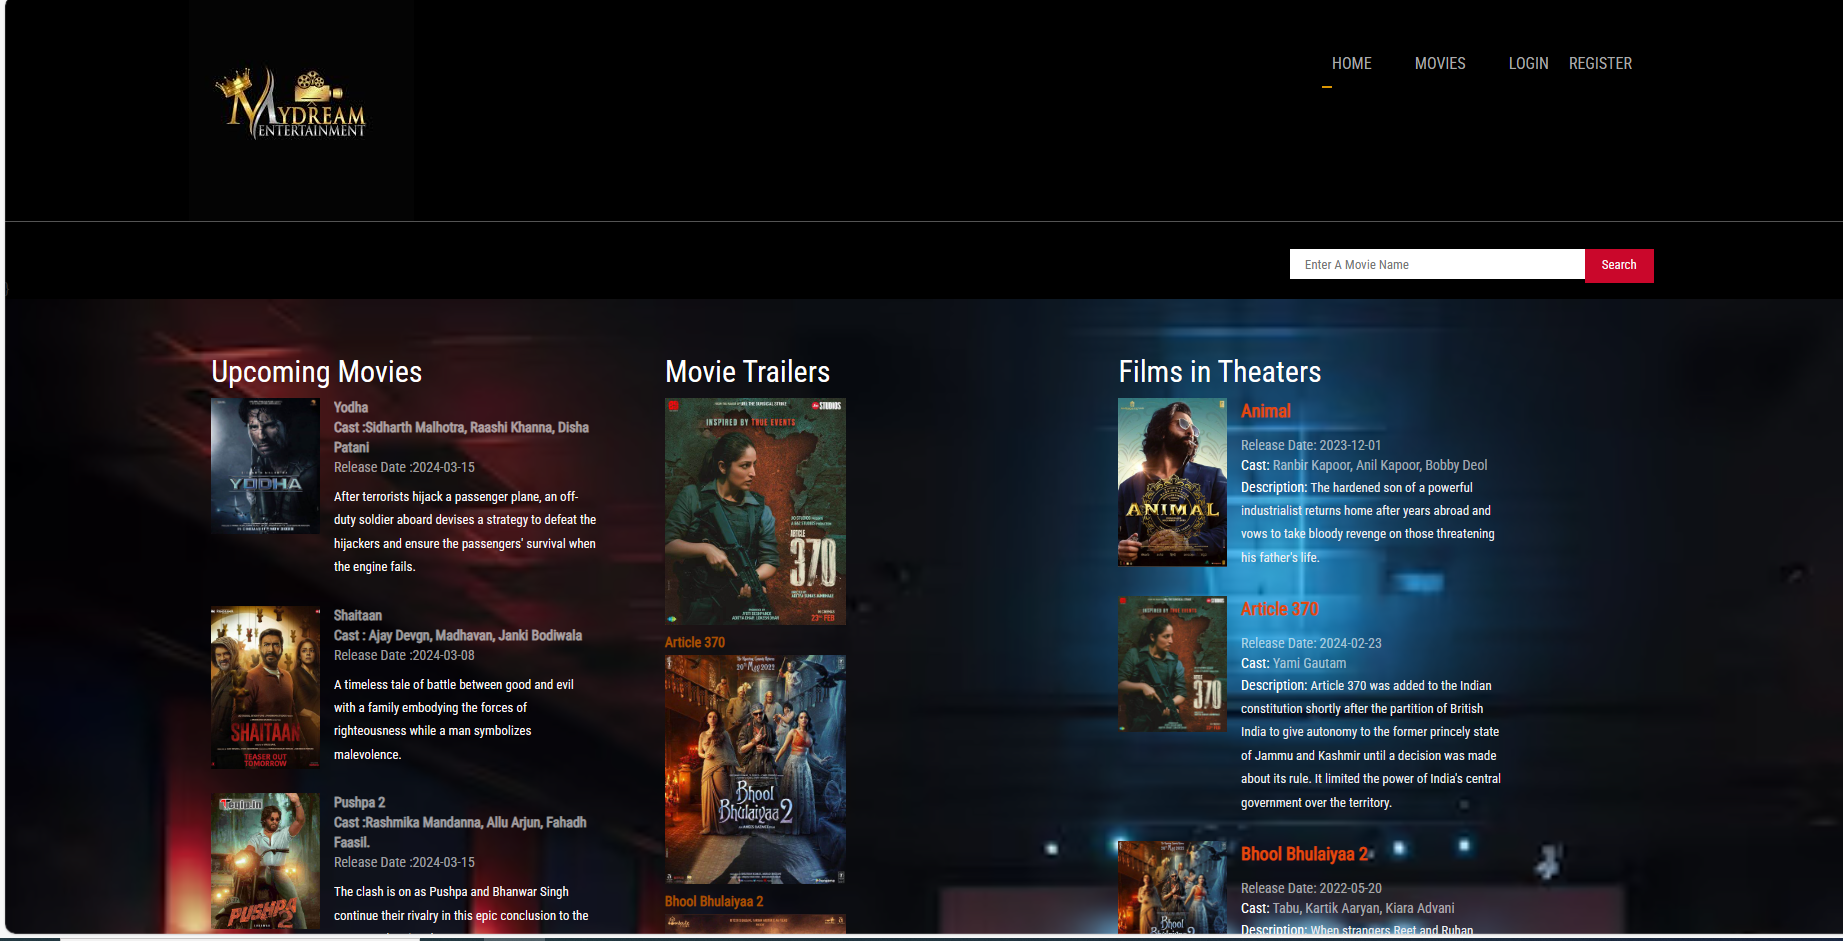 MYDREAM
ENTERTAINMENT
HOME
MOVIES
LOGIN
REGISTER
Enter A Movie Name
Search
Upcoming Movies
YODHA
Yodha
Cast :Sidharth Malhotra, Raashi Khanna, Disha
Patani
Release Date :2024-03-15
After terrorists hijack a passenger plane, an off-
duty soldier aboard devises a strategy to defeat the
hijackers and ensure the passengers' survival when
the engine fails.
SHAITAAN
TEASER OUT
TOMORROW
Shaitaan
Cast : Ajay Devgn, Madhavan, Janki Bodiwala
Release Date :2024-03-08
A timeless tale of battle between good and evil
with a family embodying the forces of
righteousness while a man symbolizes
malevolence.
PUSHPA
2
Pushpa 2
Cast :Rashmika Mandanna, Allu Arjun, Fahadh
Faasil.
Release Date :2024-03-15
The clash is on as Pushpa and Bhanwar Singh
continue their rivalry in this epic conclusion to the
Movie Trailers
STUDIOS
INSPIRED BY TRUE EVENTS
ARTICLE
370
23 FEB
Article 370
20th May 2022
Bhool
Bhulaiyaa 2
Bhool Bhulaiyaa 2
Films in Theaters
ANIMAL
Animal
Release Date: 2023-12-01
Cast: Ranbir Kapoor, Anil Kapoor, Bobby Deol
Description: The hardened son of a powerful
industrialist returns home after years abroad and
vows to take bloody revenge on those threatening
his father's life.
INSPIRED BY TRUE EVENTS
370
Article 370
Release Date: 2024-02-23
Cast: Yami Gautam
Description: Article 370 was added to the Indian
constitution shortly after the partition of British
India to give autonomy to the former princely state
of Jammu and Kashmir until a decision was made
about its rule. It limited the power of India's central
government over the territory.
Bhool
Bhool Bhulaiyaa 2
Release Date: 2022-05-20
Cast: Tabu, Kartik Aaryan, Kiara Advani
Description: When strangers Reet and Ruhan